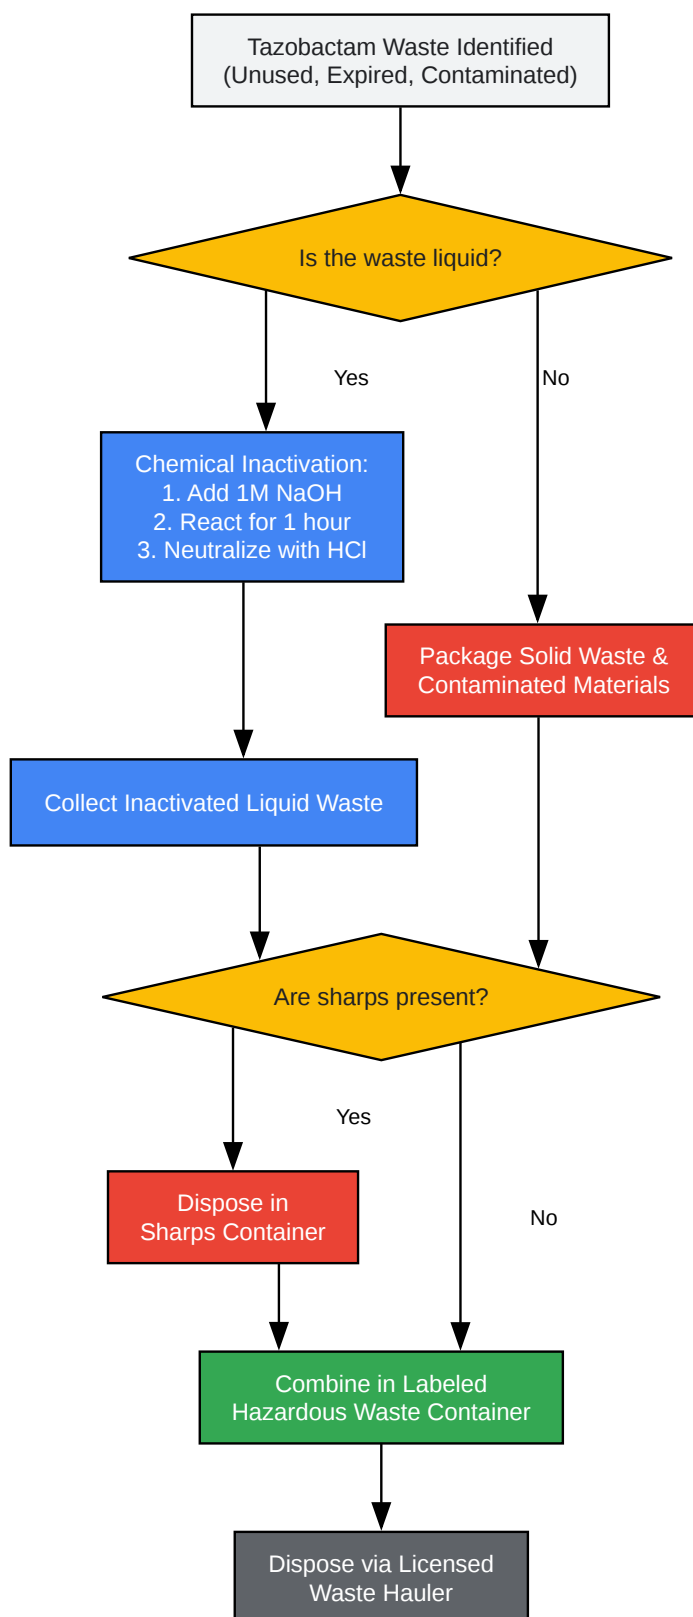 Tazobactam Waste Identified
(Unused, Expired, Contaminated)
Is the waste liquid?
Yes
No
Chemical Inactivation:
1. Add 1M NaOH
2. React for 1 hour
3. Neutralize with HCl
Package Solid Waste &
Contaminated Materials
Collect Inactivated Liquid Waste
Are sharps present?
Yes
Dispose in
Sharps Container
No
Combine in Labeled
Hazardous Waste Container
Dispose via Licensed
Waste Hauler